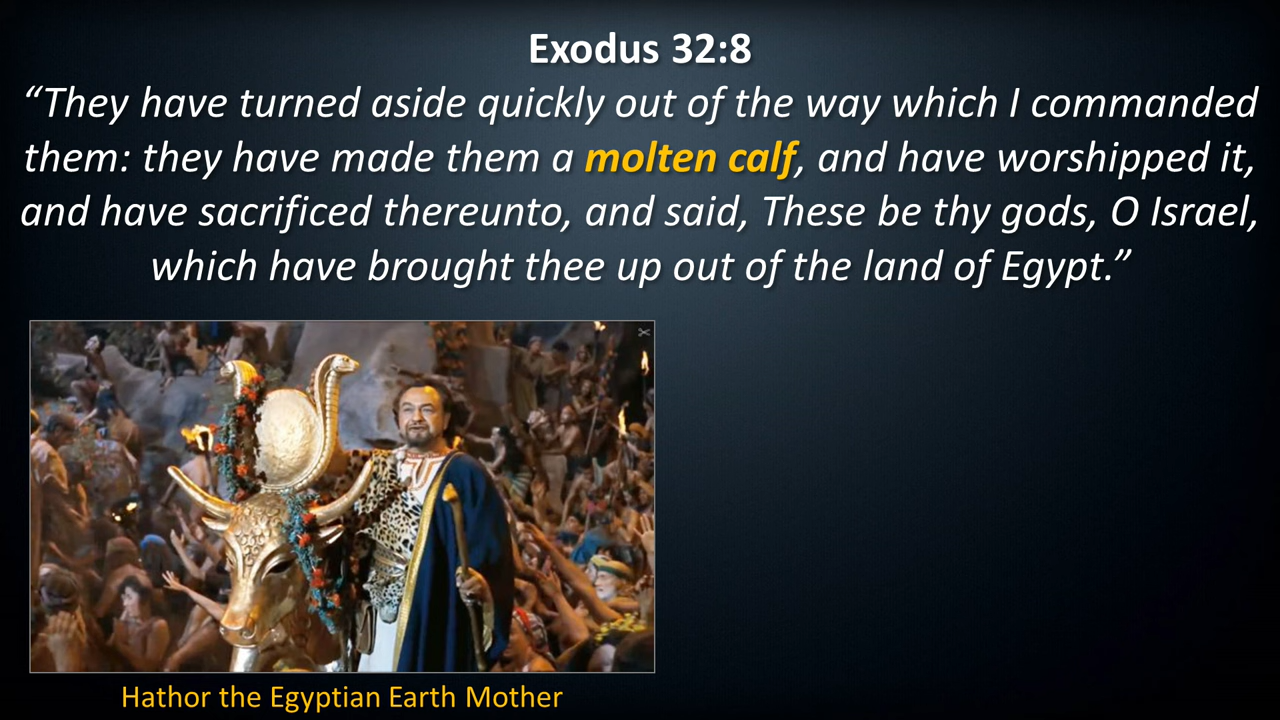 Exodus 32:8
“They have turned aside quickly out of the way which I commanded
them: they have made them a molten calf, and have worshipped it,
and have sacrificed thereunto, and said, These be thy gods, O Israel,
which have brought thee up out of the land of Egypt.”
Hathor the Egyptian Earth Mother